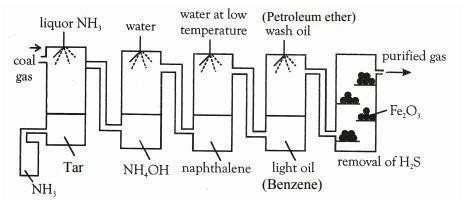 liquor NH₃
water
water at low
temperature
(Petroleum ether)
wash oil
coal
gas
purified gas
Fe₂O₃
Tar
NH₄OH
naphthalene
light oil
(Benzene)
removal of H₂S
NH₃